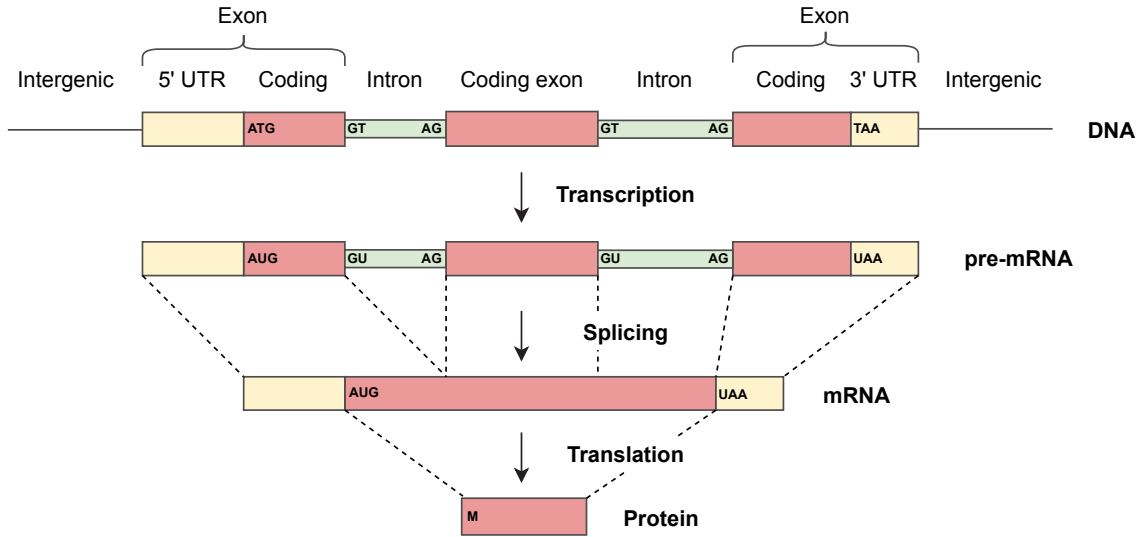 Exon Exon
Intergenic 5' UTR Coding Intron Coding exon Intron Coding 3' UTR Intergenic
ATG GT AG GT AG TAA DNA
Transcription
AUG GU AG GU AG UAA pre-mRNA
Splicing
AUG UAA mRNA
Translation
M Protein